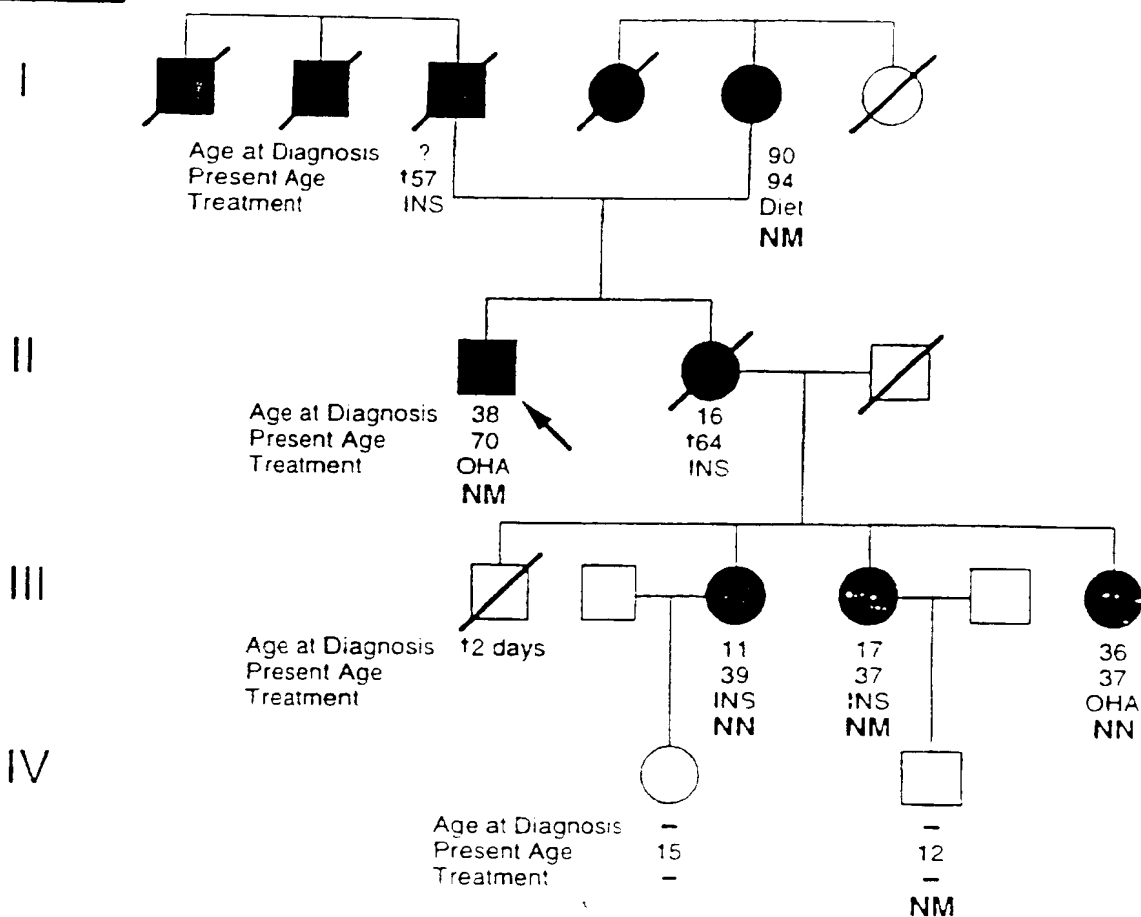 I
Age at Diagnosis ? 90
Present Age †57 94
Treatment INS Diet
NM
II
Age at Diagnosis 38 16
Present Age 70 †64
Treatment OHA INS
NM
III
Age at Diagnosis †2 days 11 17 36
Present Age 39 37 37
Treatment INS INS OHA
NN NM NN
IV
Age at Diagnosis – –
Present Age 15 12
Treatment – –
NM